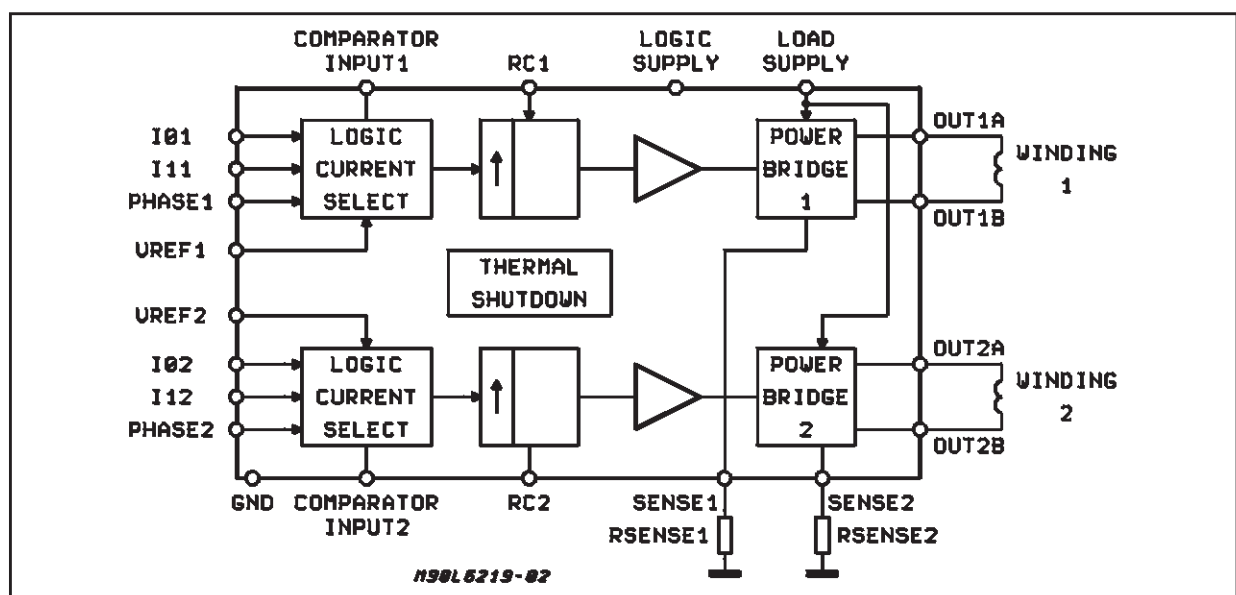 COMPARATOR
INPUT1
RC1
LOGIC
SUPPLY
LOAD
SUPPLY
I01
I11
PHASE1
VREF1
LOGIC
CURRENT
SELECT
POWER
BRIDGE
1
OUT1A
OUT1B
WINDING
1
THERMAL
SHUTDOWN
VREF2
I02
I12
PHASE2
LOGIC
CURRENT
SELECT
POWER
BRIDGE
2
OUT2A
OUT2B
WINDING
2
GND
COMPARATOR
INPUT2
RC2
SENSE1
RSENSE1
SENSE2
RSENSE2
M90L6219-02